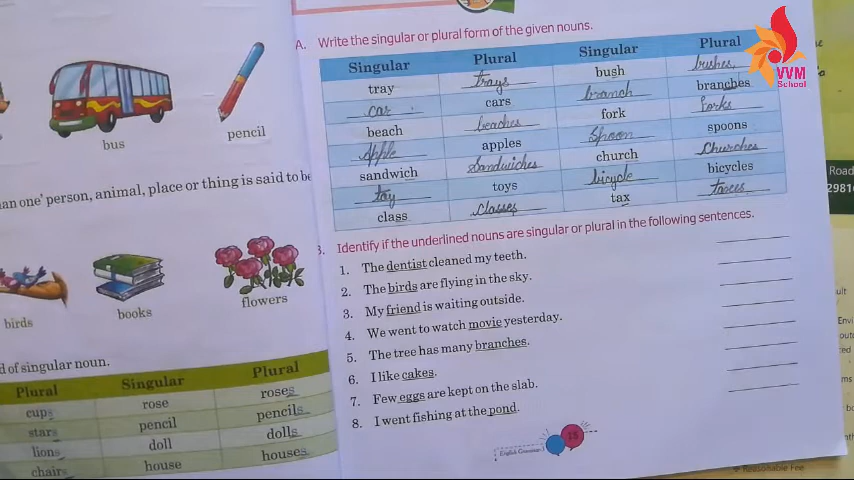 bus
pencil
an one' person, animal, place or thing is said to be
birds
books
flowers
d of singular noun.
Plural Singular Plural
cups rose roses
stars pencil pencils
lions doll dolls
chairs house houses
A. Write the singular or plural form of the given nouns.
Singular Plural Singular Plural
tray trays bush bushes
car cars branch branches
beach beaches fork Forks
Apple apples Spoon spoons
sandwich Sandwiches church Churches
toy toys bicycle bicycles
class classes tax taxes
B. Identify if the underlined nouns are singular or plural in the following sentences.
1. The dentist cleaned my teeth.
2. The birds are flying in the sky.
3. My friend is waiting outside.
4. We went to watch movie yesterday.
5. The tree has many branches.
6. I like cakes.
7. Few eggs are kept on the slab.
8. I went fishing at the pond.
English Grammar-3
VVM
School
Road
2981
Reasonable Fee